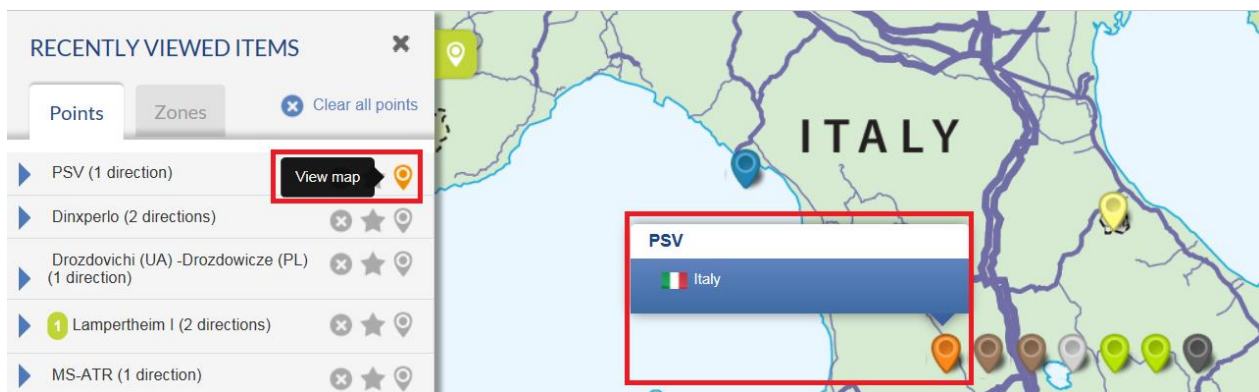 RECENTLY VIEWED ITEMS
Points
Zones
Clear all points
PSV (1 direction)
View map
Dinxperlo (2 directions)
Drozdovichi (UA) -Drozdowicze (PL)
(1 direction)
1 Lampertheim I (2 directions)
MS-ATR (1 direction)
ITALY
PSV
Italy